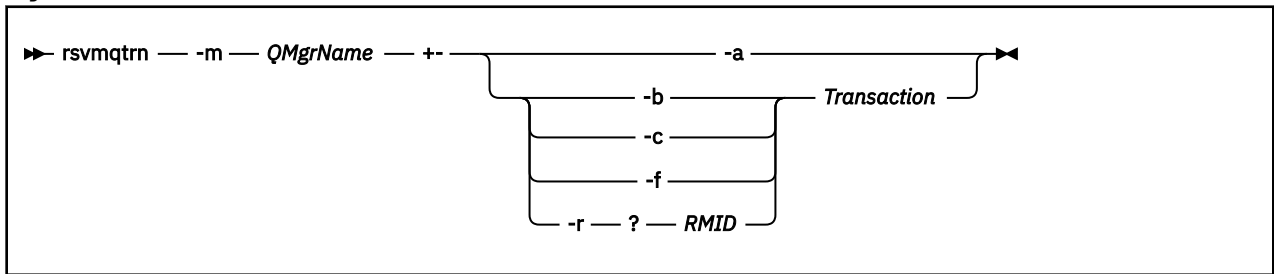 rsvmqtrn -m QMgrName +- -a
-b Transaction
-c
-f
-r ? RMID